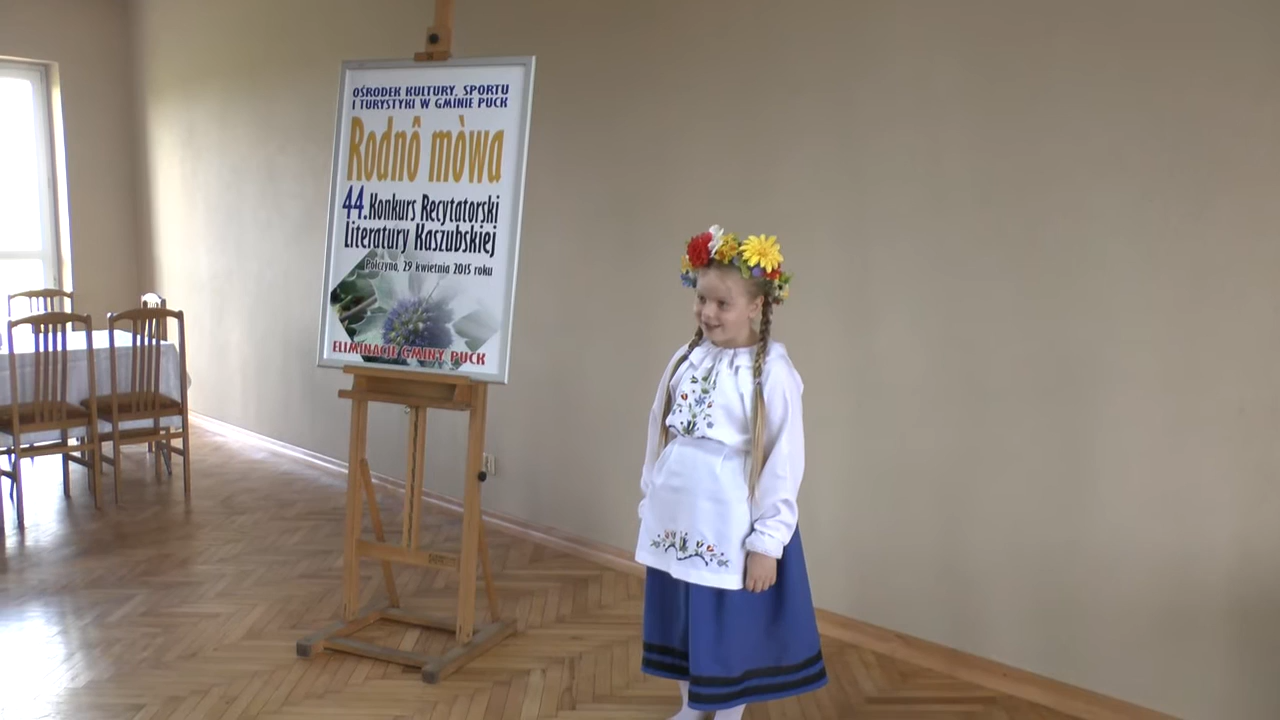 OŚRODEK KULTURY, SPORTU
I TURYSTYKI W GMINIE PUCK
Rodnô mòwa
44. Konkurs Recytatorski
Literatury Kaszubskiej
Połczyno, 29 kwietnia 2015 roku
ELIMINACJE GMINY PUCK